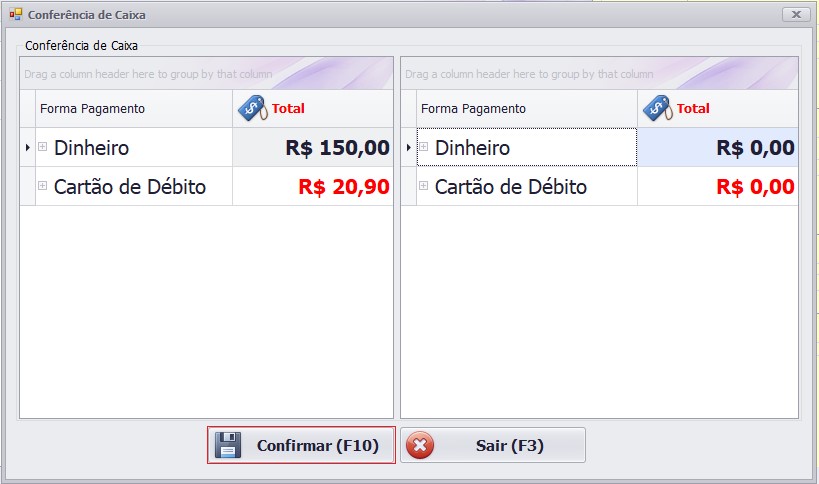 Conferência de Caixa
Conferência de Caixa
Drag a column header here to group by that column
Forma Pagamento Total
Dinheiro R$ 150,00
Cartão de Débito R$ 20,90
Drag a column header here to group by that column
Forma Pagamento Total
Dinheiro R$ 0,00
Cartão de Débito R$ 0,00
Confirmar (F10)
Sair (F3)